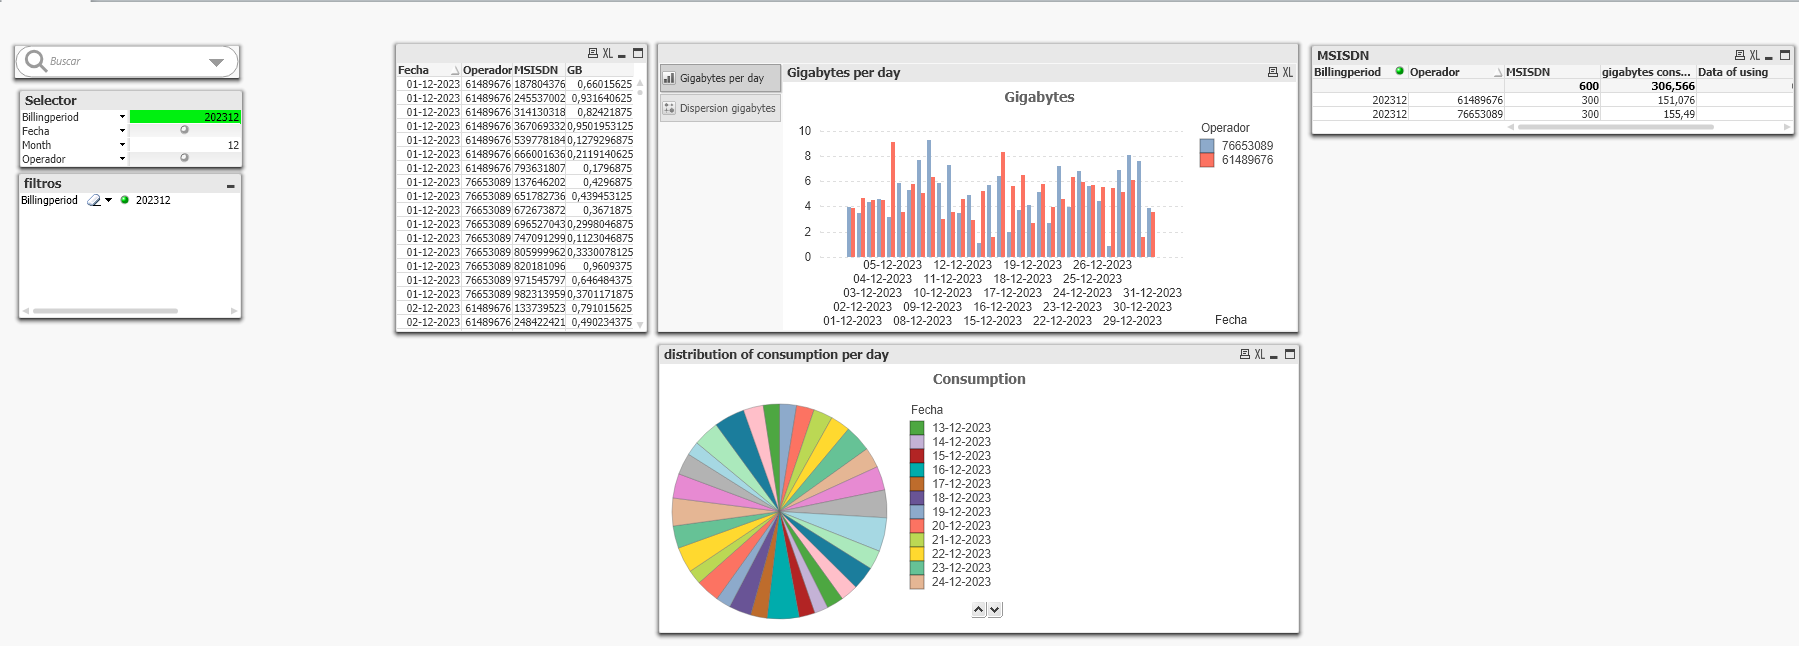 Buscar
Selector
Billingperiod 202312
Fecha
Month 12
Operador
filtros
Billingperiod 202312
XL
Fecha Operador MSISDN GB
01-12-2023 61489676 187804376 0,66015625
01-12-2023 61489676 245537002 0,931640625
01-12-2023 61489676 314130318 0,82421875
01-12-2023 61489676 367069332 0,9501953125
01-12-2023 61489676 539778184 0,1279296875
01-12-2023 61489676 666001636 0,2119140625
01-12-2023 61489676 793631807 0,1796875
01-12-2023 76653089 137646202 0,4296875
01-12-2023 76653089 651782736 0,439453125
01-12-2023 76653089 672673872 0,3671875
01-12-2023 76653089 696527043 0,2998046875
01-12-2023 76653089 747091299 0,1123046875
01-12-2023 76653089 805999962 0,3330078125
01-12-2023 76653089 820181096 0,9609375
01-12-2023 76653089 971545797 0,646484375
01-12-2023 76653089 982313959 0,3701171875
02-12-2023 61489676 133739523 0,791015625
02-12-2023 61489676 248422421 0,490234375
Gigabytes per day
Dispersion gigabytes
Gigabytes per day XL
Gigabytes
10
8
6
4
2
0
05-12-2023 12-12-2023 19-12-2023 26-12-2023
04-12-2023 11-12-2023 18-12-2023 25-12-2023
03-12-2023 10-12-2023 17-12-2023 24-12-2023 31-12-2023
02-12-2023 09-12-2023 16-12-2023 23-12-2023 30-12-2023
01-12-2023 08-12-2023 15-12-2023 22-12-2023 29-12-2023
Fecha
Operador
76653089
61489676
distribution of consumption per day XL
Consumption
Fecha
13-12-2023
14-12-2023
15-12-2023
16-12-2023
17-12-2023
18-12-2023
19-12-2023
20-12-2023
21-12-2023
22-12-2023
23-12-2023
24-12-2023
MSISDN XL
Billingperiod Operador MSISDN gigabytes cons... Data of using
600 306,566
202312 61489676 300 151,076
202312 76653089 300 155,49